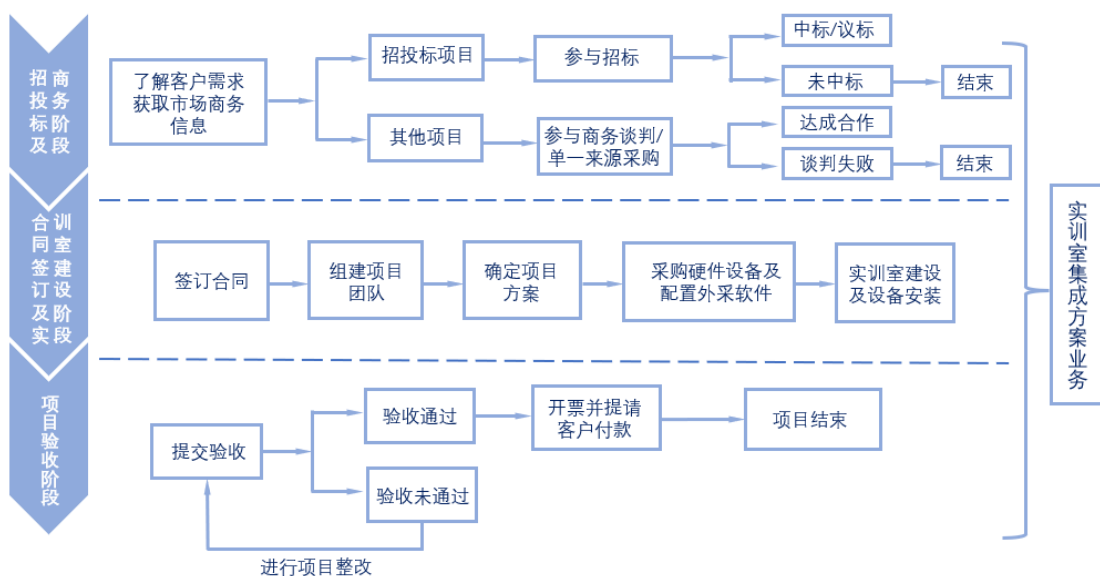 商务阶段
招投标及
了解客户需求
获取市场商务
信息
招投标项目
参与招标
中标/议标
未中标
结束
其他项目
参与商务谈判/
单一来源采购
达成合作
谈判失败
结束
训室建设阶段
合同签订及实
签订合同
组建项目
团队
确定项目
方案
采购硬件设备及
配置外采软件
实训室建设
及设备安装
项目验收阶段
提交验收
验收通过
开票并提请
客户付款
项目结束
验收未通过
进行项目整改
实训室集成方案业务